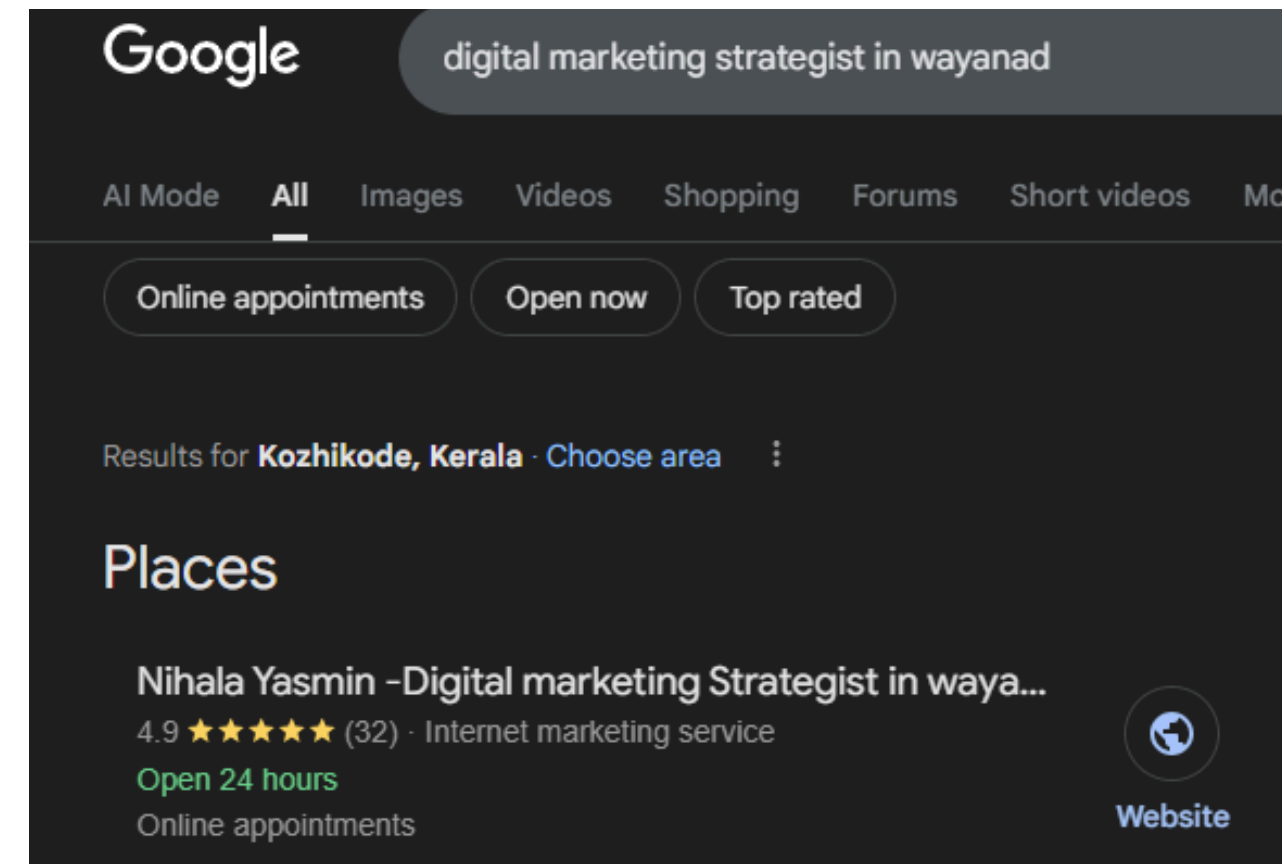 Google
digital marketing strategist in wayanad
AI Mode All Images Videos Shopping Forums Short videos Mo
Online appointments Open now Top rated
Results for Kozhikode, Kerala · Choose area
Places
Nihala Yasmin -Digital marketing Strategist in waya...
4.9 ★★★★★ (32) · Internet marketing service
Open 24 hours
Online appointments
Website